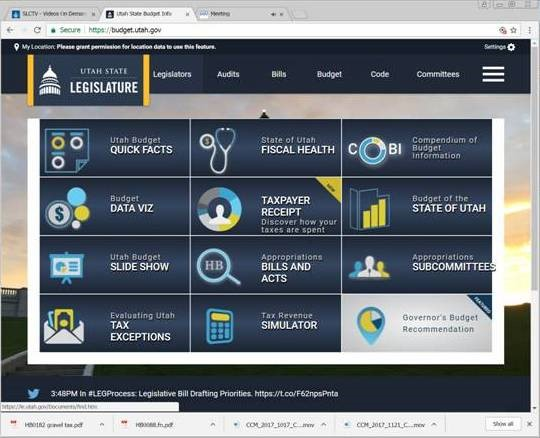 SLCTV - Videos | in Deman
Utah State Budget Info
Meeting
Secure
https://budget.utah.gov
My Location: Please grant permission for location data to use this feature.
Settings
UTAH STATE
LEGISLATURE
Legislators
Audits
Bills
Budget
Code
Committees
Utah Budget
QUICK FACTS
State of Utah
FISCAL HEALTH
COBI
Compendium of
Budget
Information
Budget
DATA VIZ
NEW
TAXPAYER
RECEIPT
Discover how your
taxes are spent
Budget of the
STATE OF UTAH
Utah Budget
SLIDE SHOW
HB
Appropriations
BILLS AND
ACTS
Appropriations
SUBCOMMITTEES
Evaluating Utah
TAX
EXCEPTIONS
Tax Revenue
SIMULATOR
FEATURED
Governor's Budget
Recommendation
3:48PM In #LEGProcess: Legislative Bill Drafting Priorities. https://t.co/F62npsPnta
https://le.utah.gov/Documents/find.htm
HB0182 gravel tax.pdf
HB0088.fn.pdf
CCM_2017_1017_C....mov
CCM_2017_1121_C....mov
Show all